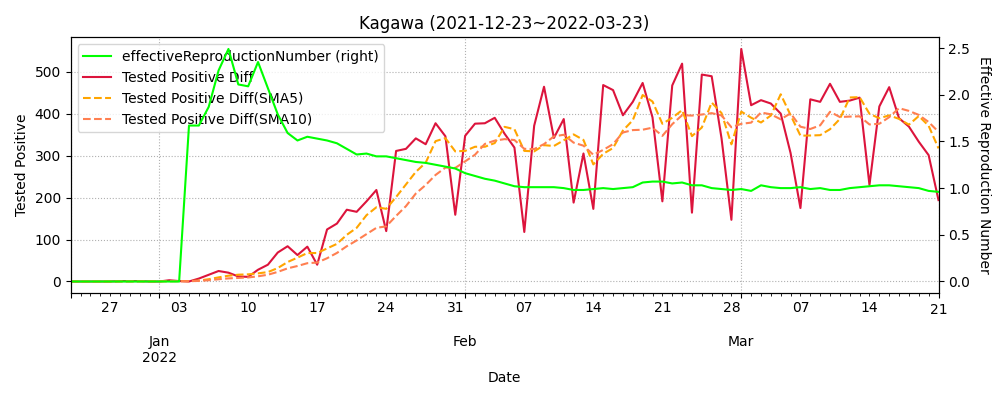 Kagawa (2021-12-23~2022-03-23)
effectiveReproductionNumber (right)
Tested Positive Diff
Tested Positive Diff(SMA5)
Tested Positive Diff(SMA10)
Tested Positive
500
400
300
200
100
0
Effective Reproduction Number
2.5
2.0
1.5
1.0
0.5
0.0
27 03 10 17 24 31 07 14 21 28 07 14 21
Jan Feb Mar
2022
Date